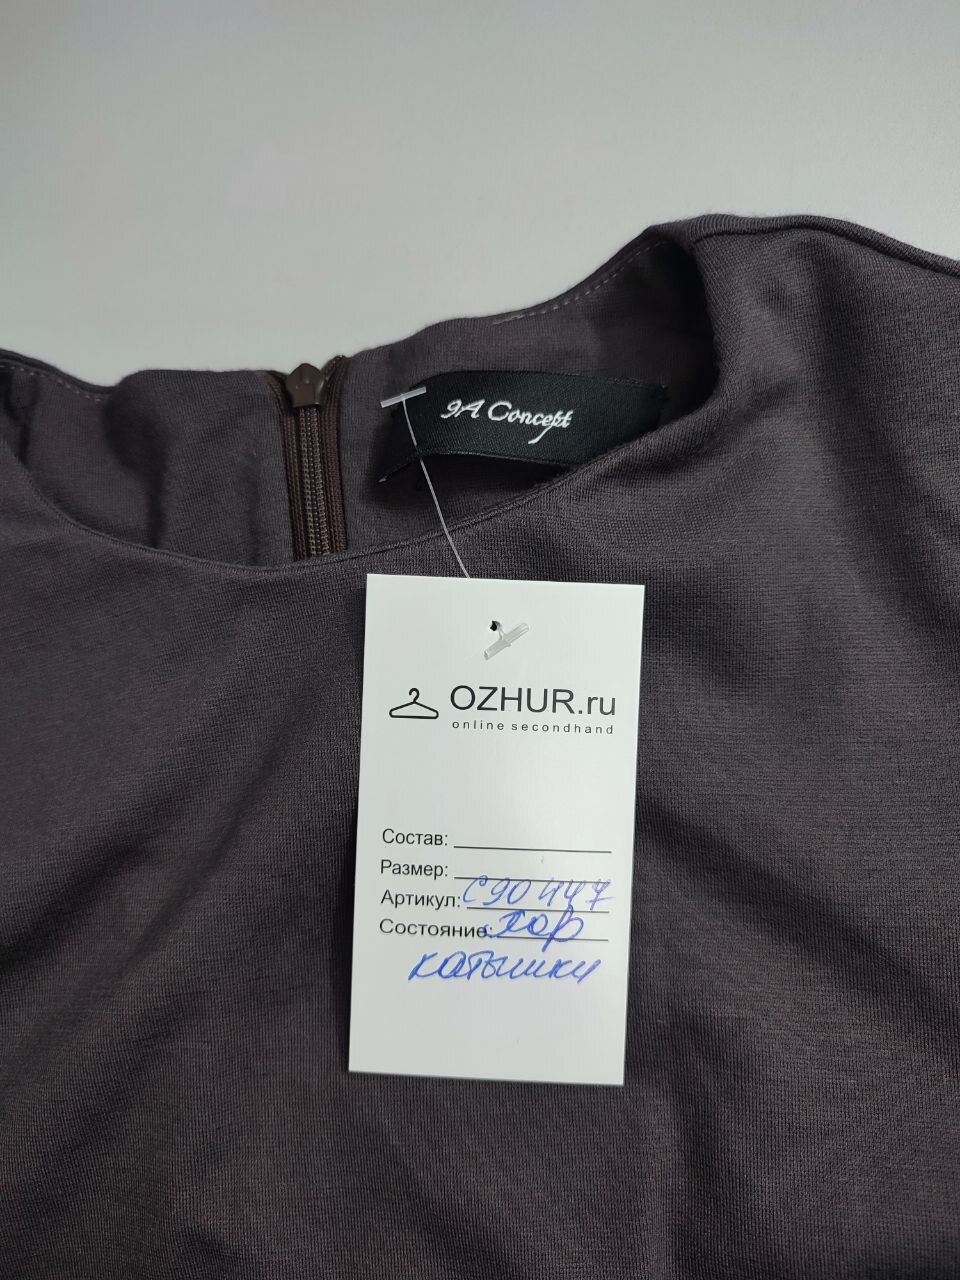 9A Concept
OZHUR.ru
online secondhand
Состав:
Размер:
Артикул: С90447
Состояние: хор
катышки